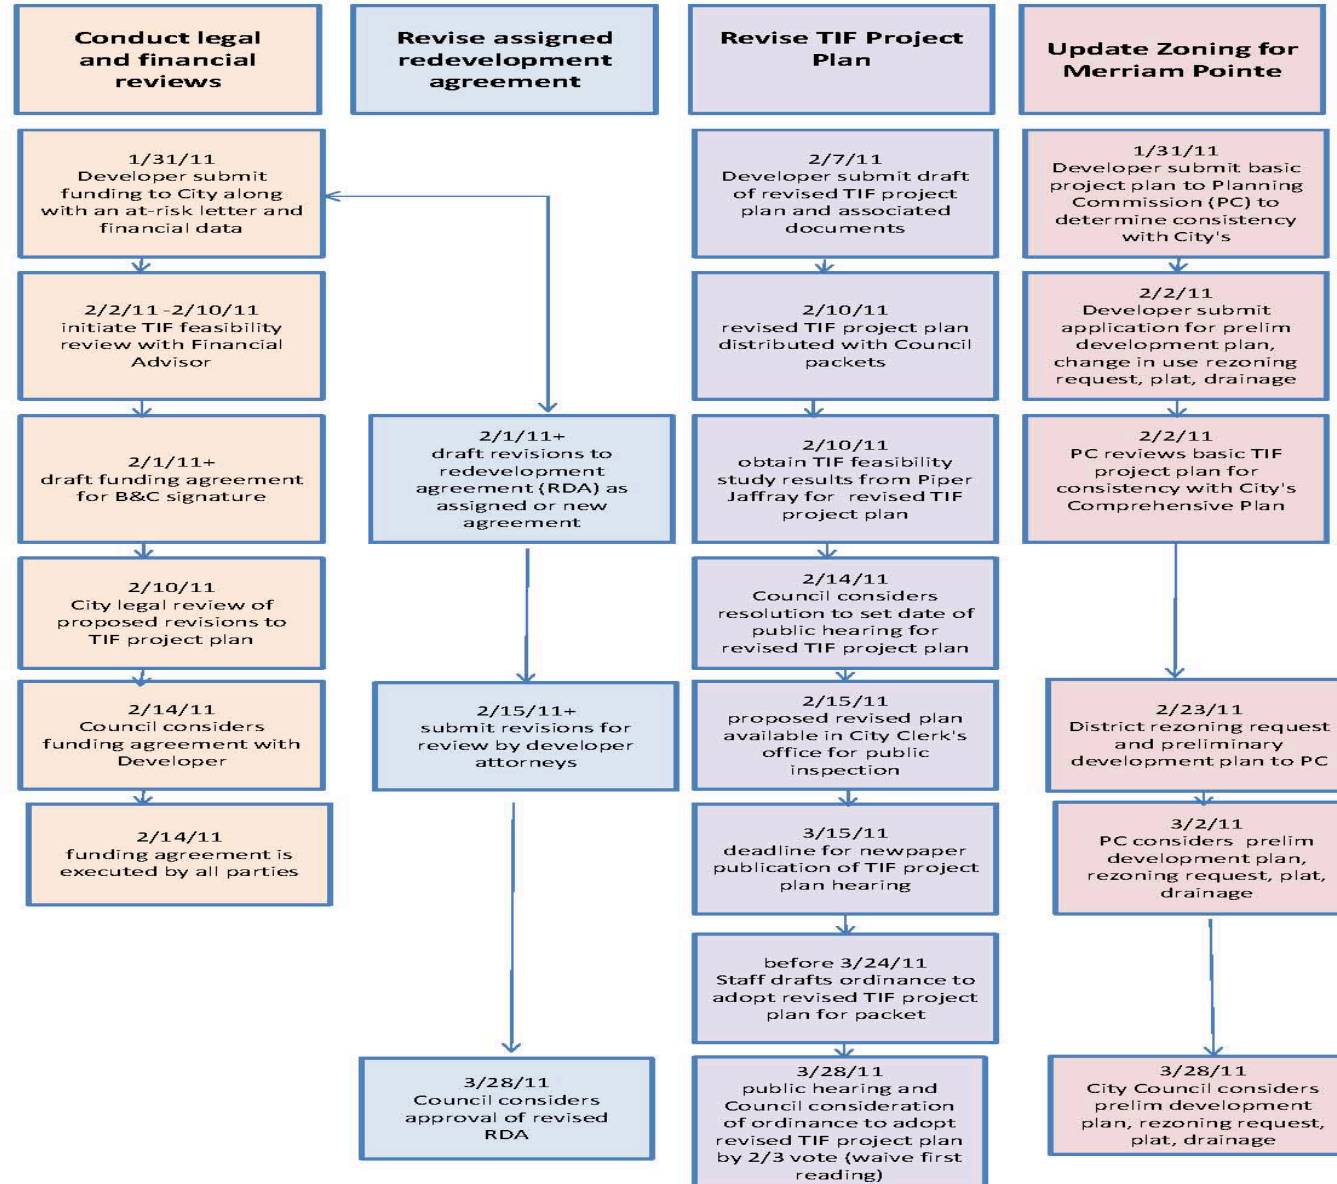 Conduct legal
and financial
reviews
1/31/11
Developer submit
funding to City along
with an at-risk letter and
financial data
2/2/11 -2/10/11
initiate TIF feasibility
review with Financial
Advisor
2/1/11+
draft funding agreement
for B&C signature
2/10/11
City legal review of
proposed revisions to
TIF project plan
2/14/11
Council considers
funding agreement with
Developer
2/14/11
funding agreement is
executed by all parties
Revise assigned
redevelopment
agreement
2/1/11+
draft revisions to
redevelopment
agreement (RDA) as
assigned or new
agreement
2/15/11+
submit revisions for
review by developer
attorneys
3/28/11
Council considers
approval of revised
RDA
Revise TIF Project
Plan
2/7/11
Developer submit draft
of revised TIF project
plan and associated
documents
2/10/11
revised TIF project plan
distributed with Council
packets
2/10/11
obtain TIF feasibility
study results from Piper
Jaffray for revised TIF
project plan
2/14/11
Council considers
resolution to set date of
public hearing for
revised TIF project plan
2/15/11
proposed revised plan
available in City Clerk's
office for public
inspection
3/15/11
deadline for newpaper
publication of TIF project
plan hearing
before 3/24/11
Staff drafts ordinance to
adopt revised TIF project
plan for packet
3/28/11
public hearing and
Council consideration
of ordinance to adopt
revised TIF project plan
by 2/3 vote (waive first
reading)
Update Zoning for
Merriam Pointe
1/31/11
Developer submit basic
project plan to Planning
Commission (PC) to
determine consistency
with City's
2/2/11
Developer submit
application for prelim
development plan,
change in use rezoning
request, plat, drainage
2/2/11
PC reviews basic TIF
project plan for
consistency with City's
Comprehensive Plan
2/23/11
District rezoning request
and preliminary
development plan to PC
3/2/11
PC considers prelim
development plan,
rezoning request, plat,
drainage
3/28/11
City Council considers
prelim development
plan, rezoning request,
plat, drainage